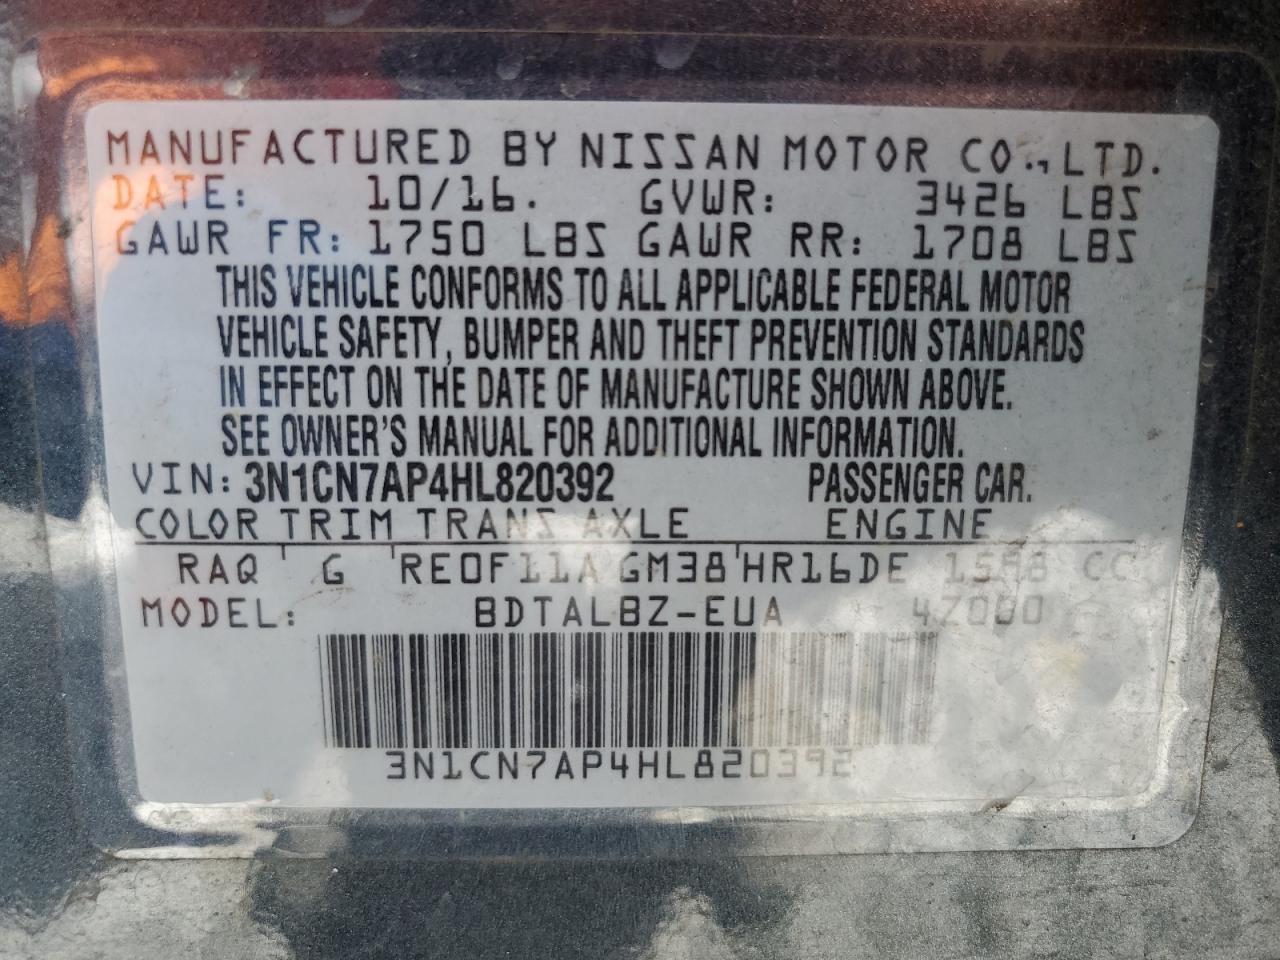 MANUFACTURED BY NISSAN MOTOR CO., LTD.
DATE: 10/16. GVWR: 3426 LBS
GAWR FR: 1750 LBS GAWR RR: 1708 LBS
THIS VEHICLE CONFORMS TO ALL APPLICABLE FEDERAL MOTOR
VEHICLE SAFETY, BUMPER AND THEFT PREVENTION STANDARDS
IN EFFECT ON THE DATE OF MANUFACTURE SHOWN ABOVE.
SEE OWNER'S MANUAL FOR ADDITIONAL INFORMATION.
VIN: 3N1CN7AP4HL820392 PASSENGER CAR.
COLOR TRIM TRANS AXLE ENGINE
RAQ G RE0F11A GM38 HR16DE 1598 CC
MODEL: BDTALBZ-EUA 4Z000
3N1CN7AP4HL820392